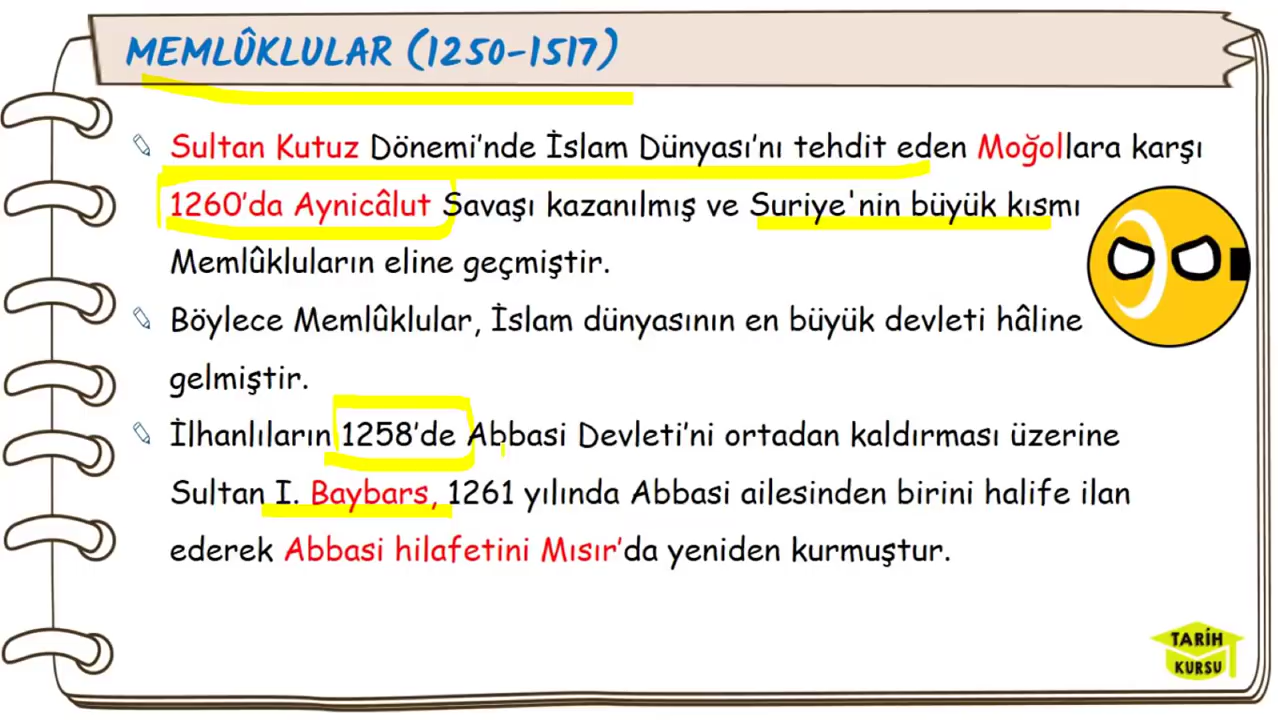 MEMLÛKLULAR (1250-1517)
Sultan Kutuz Dönemi'nde İslam Dünyası'nı tehdit eden Moğollara karşı
1260'da Aynicâlut Savaşı kazanılmış ve Suriye'nin büyük kısmı
Memlûkluların eline geçmiştir.
Böylece Memlûklular, İslam dünyasının en büyük devleti hâline
gelmiştir.
İlhanlıların 1258'de Abbasi Devleti'ni ortadan kaldırması üzerine
Sultan I. Baybars, 1261 yılında Abbasi ailesinden birini halife ilan
ederek Abbasi hilafetini Mısır'da yeniden kurmuştur.
TARİH
KURSU